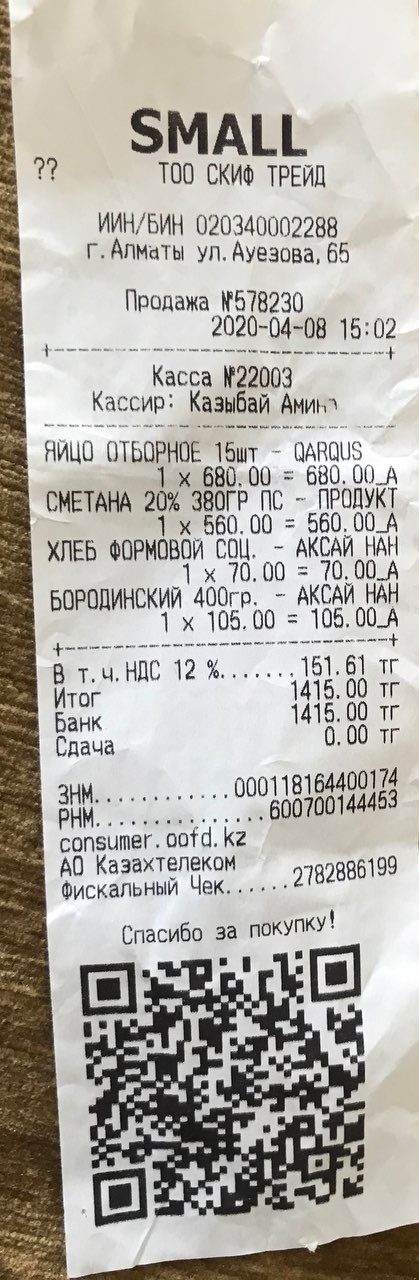 SMALL
?? ТОО СКИФ ТРЕЙД
ИИН/БИН 020340002288
г. Алматы ул. Ауезова, 65
Продажа №578230
2020-04-08 15:02
Касса №22003
Кассир: Казыбай Амина
ЯЙЦО ОТБОРНОЕ 15шт - QARQUS
1 x 680.00 = 680.00_А
СМЕТАНА 20% 380ГР ПС - ПРОДУКТ
1 x 560.00 = 560.00_А
ХЛЕБ ФОРМОВОЙ СОЦ. - АКСАЙ НАН
1 x 70.00 = 70.00_А
БОРОДИНСКИЙ 400гр. - АКСАЙ НАН
1 x 105.00 = 105.00_А
В т.ч.НДС 12 %........151.61 тг
Итог 1415.00 тг
Банк 1415.00 тг
Сдача 0.00 тг
ЗНМ............000118164400174
РНМ...............600700144453
consumer.oofd.kz
АО Казахтелеком
Фискальный Чек......2782886199
Спасибо за покупку!